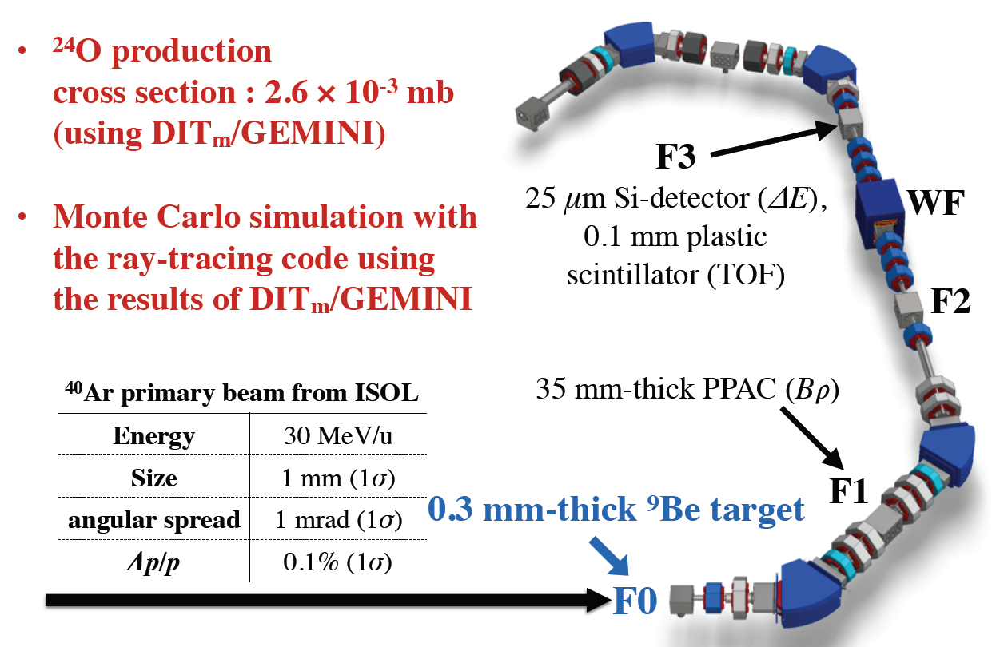 • ²⁴O production
cross section : 2.6 × 10⁻³ mb
(using DITₘ/GEMINI)
• Monte Carlo simulation with
the ray-tracing code using
the results of DITₘ/GEMINI
F3
25 μm Si-detector (ΔE),
0.1 mm plastic
scintillator (TOF)
WF
F2
35 mm-thick PPAC (Bρ)
F1
⁴⁰Ar primary beam from ISOL
Energy 30 MeV/u
Size 1 mm (1σ)
angular spread 1 mrad (1σ)
Δp/p 0.1% (1σ)
0.3 mm-thick ⁹Be target
F0